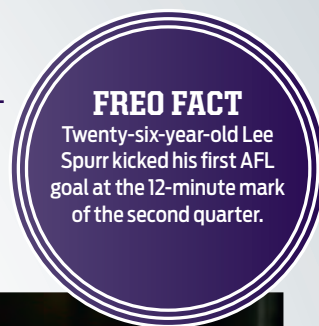 FREO FACT
Twenty-six-year-old Lee
Spurr kicked his first AFL
goal at the 12-minute mark
of the second quarter.